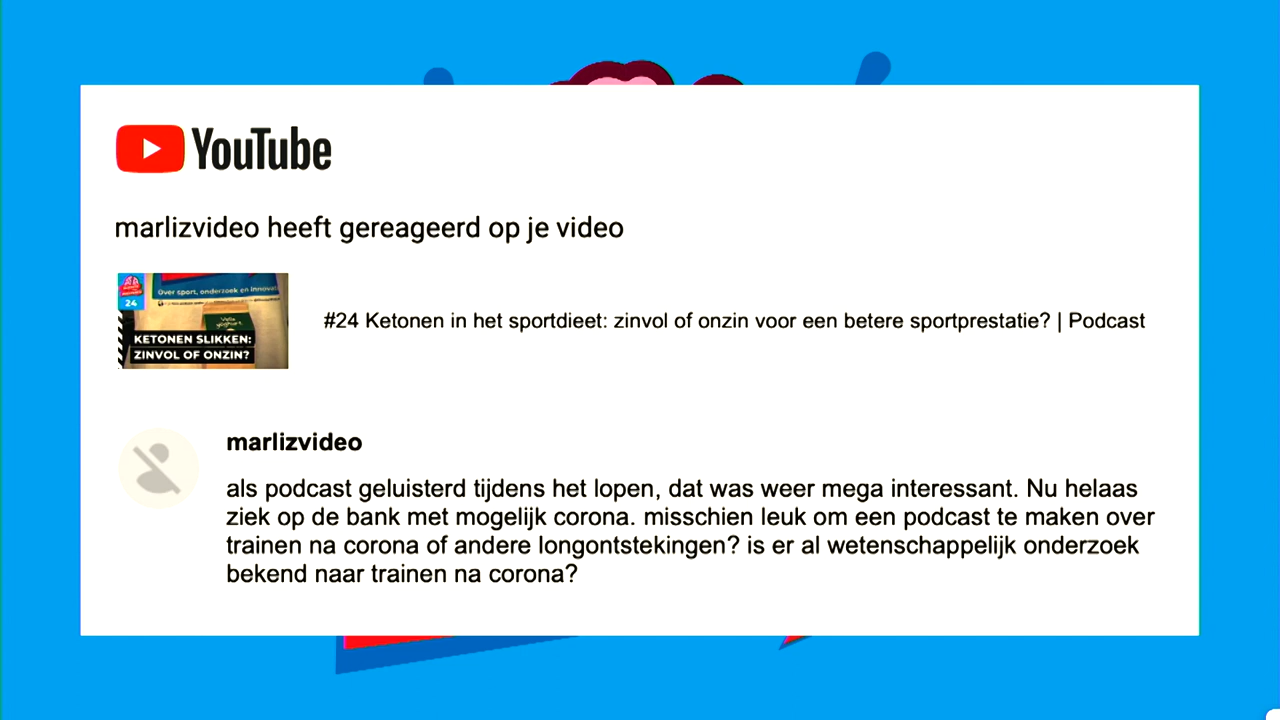 YouTube
marlizvideo heeft gereageerd op je video
Over sport, onderzoek en innovat
24
Velle
yoghurt
KETONEN SLIKKEN:
ZINVOL OF ONZIN?
#24 Ketonen in het sportdieet: zinvol of onzin voor een betere sportprestatie? | Podcast
marlizvideo
als podcast geluisterd tijdens het lopen, dat was weer mega interessant. Nu helaas
ziek op de bank met mogelijk corona. misschien leuk om een podcast te maken over
trainen na corona of andere longontstekingen? is er al wetenschappelijk onderzoek
bekend naar trainen na corona?